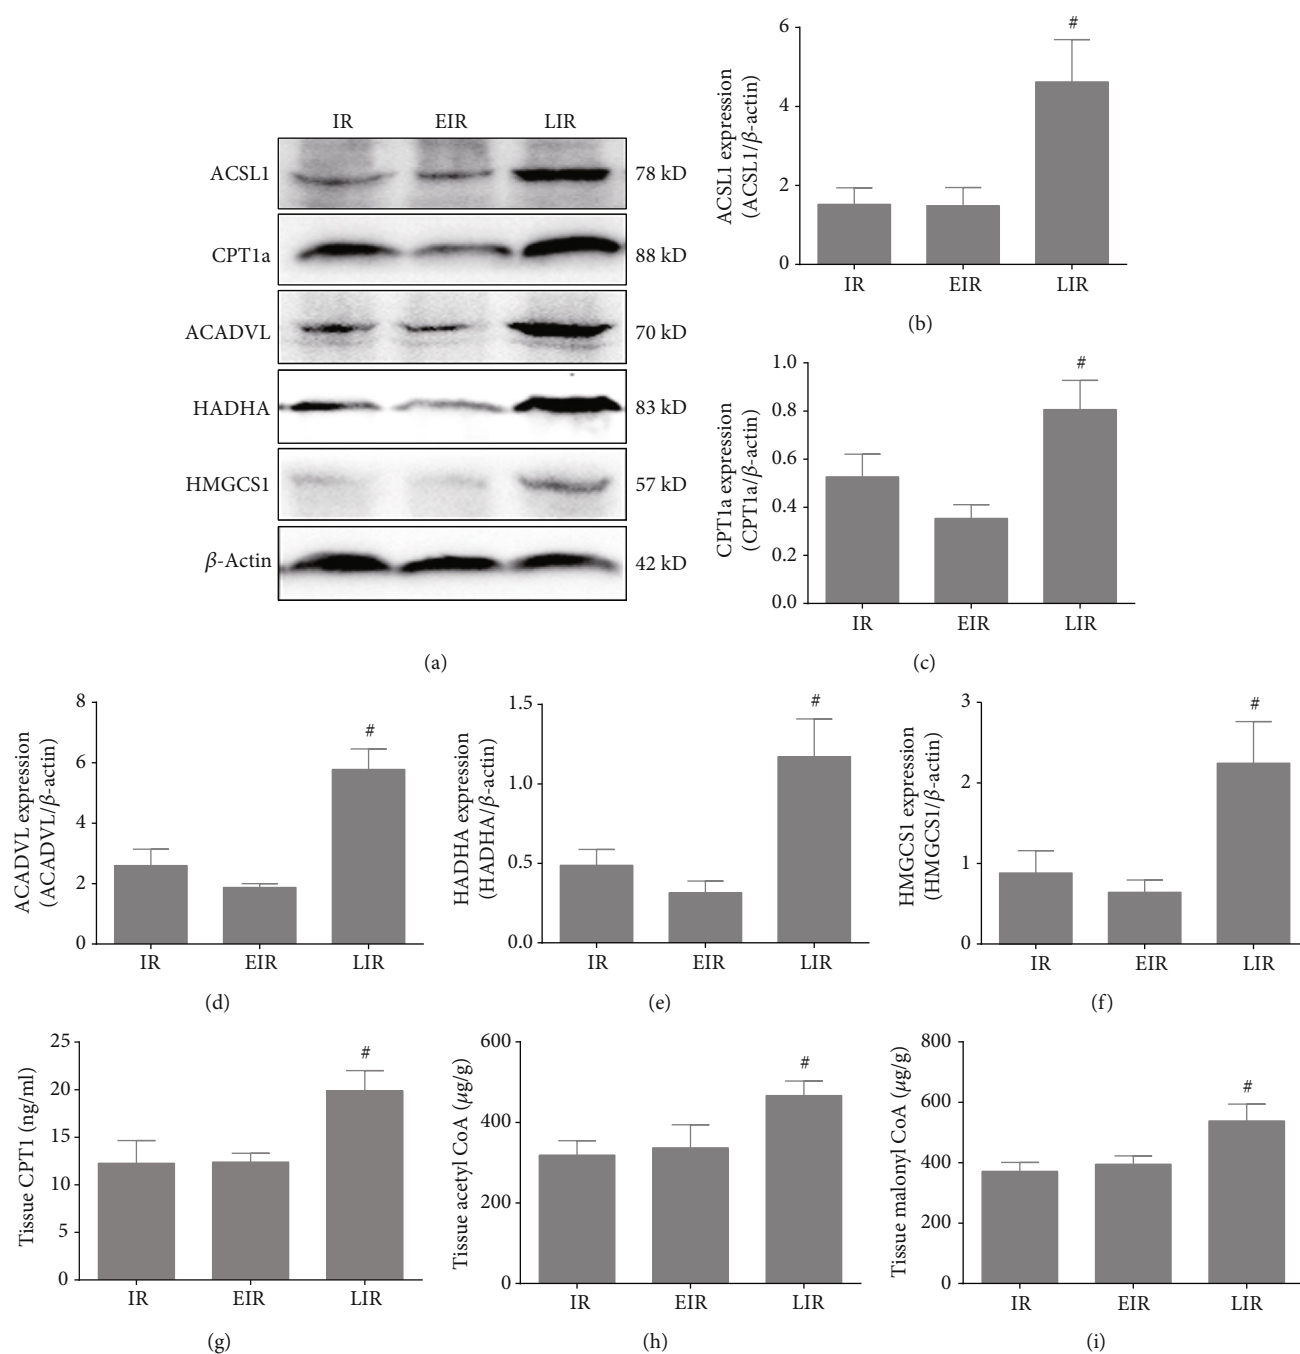 IR EIR LIR
ACSL1 78 kD
CPT1a 88 kD
ACADVL 70 kD
HADHA 83 kD
HMGCS1 57 kD
β-Actin 42 kD
(a)
ACSL1 expression
(ACSL1/β-actin)
6
4
2
0
#
IR EIR LIR
(b)
CPT1a expression
(CPT1a/β-actin)
1.0
0.8
0.6
0.4
0.2
0.0
#
IR EIR LIR
(c)
ACADVL expression
(ACADVL/β-actin)
8
6
4
2
0
#
IR EIR LIR
(d)
HADHA expression
(HADHA/β-actin)
1.5
1.0
0.5
0.0
#
IR EIR LIR
(e)
HMGCS1 expression
(HMGCS1/β-actin)
3
2
1
0
#
IR EIR LIR
(f)
Tissue CPT1 (ng/ml)
25
20
15
10
5
0
#
IR EIR LIR
(g)
Tissue acetyl CoA (μg/g)
600
400
200
0
#
IR EIR LIR
(h)
Tissue malonyl CoA (μg/g)
800
600
400
200
0
#
IR EIR LIR
(i)